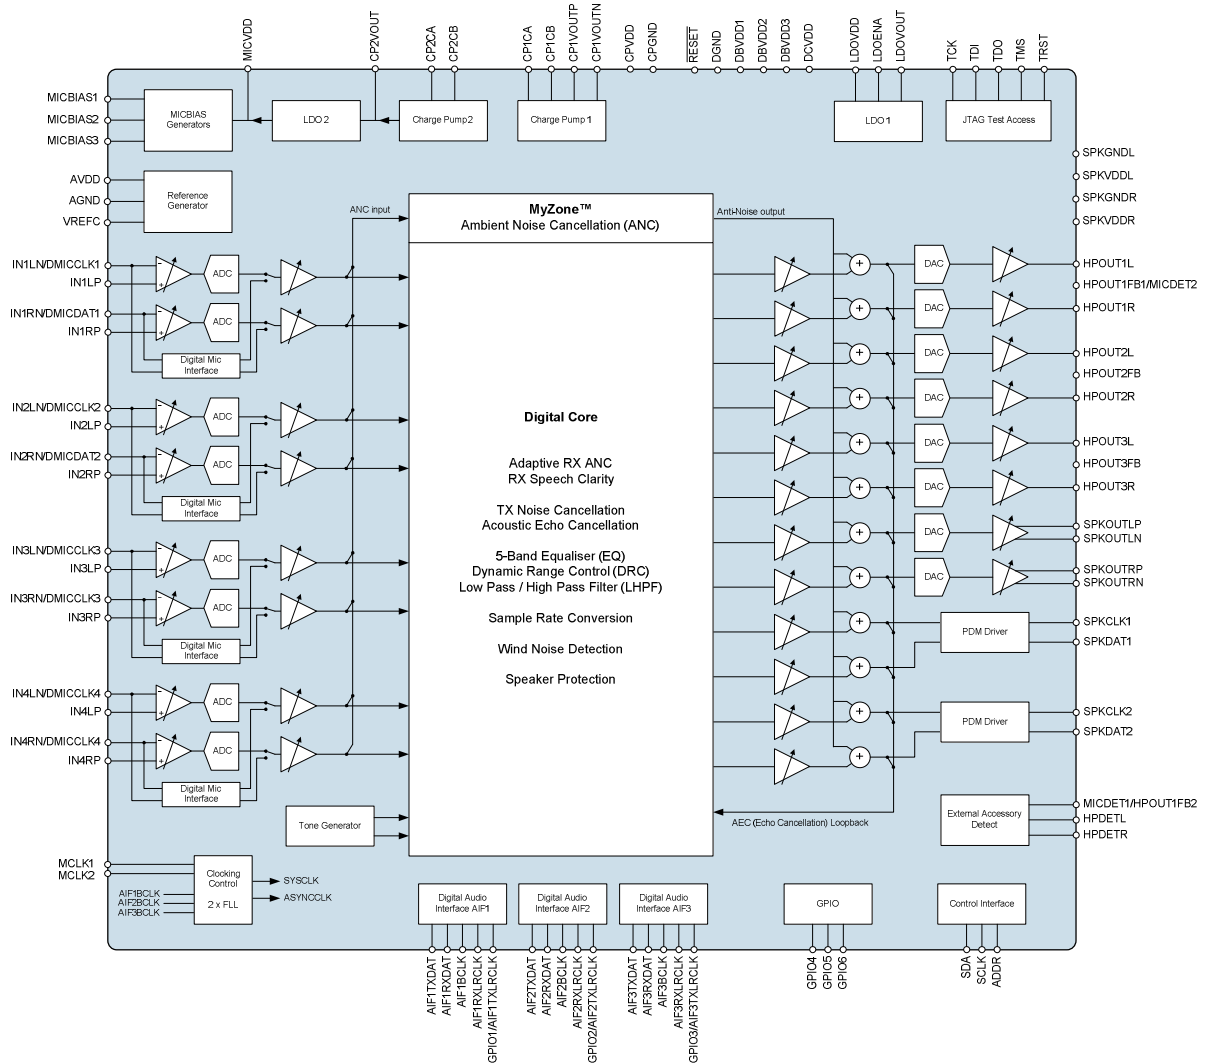 MICVDD
CP2VOUT
CP2CA
CP2CB
CP1CA
CP1CB
CP1VOUTP
CP1VOUTN
CPVDD
CPGND
RESET
DGND
DBVDD1
DBVDD2
DBVDD3
DCVDD
LDOVDD
LDOENA
LDOVOUT
TCK
TDI
TDO
TMS
TRST
MICBIAS1
MICBIAS2
MICBIAS3
MICBIAS
Generators
LDO 2
Charge Pump 2
Charge Pump 1
LDO 1
JTAG Test Access
SPKGNDL
SPKVDDL
SPKGNDR
SPKVDDR
AVDD
AGND
VREFC
Reference
Generator
ANC input
MyZone™
Ambient Noise Cancellation (ANC)
Anti-Noise output
IN1LN/DMICCLK1
IN1LP
IN1RN/DMICDAT1
IN1RP
-
+
ADC
-
+
ADC
Digital Mic
Interface
IN2LN/DMICCLK2
IN2LP
IN2RN/DMICDAT2
IN2RP
-
+
ADC
-
+
ADC
Digital Mic
Interface
IN3LN/DMICCLK3
IN3LP
IN3RN/DMICCLK3
IN3RP
-
+
ADC
-
+
ADC
Digital Mic
Interface
IN4LN/DMICCLK4
IN4LP
IN4RN/DMICCLK4
IN4RP
-
+
ADC
-
+
ADC
Digital Mic
Interface
Digital Core
Adaptive RX ANC
RX Speech Clarity
TX Noise Cancellation
Acoustic Echo Cancellation
5-Band Equaliser (EQ)
Dynamic Range Control (DRC)
Low Pass / High Pass Filter (LHPF)
Sample Rate Conversion
Wind Noise Detection
Speaker Protection
+
DAC
HPOUT1L
HPOUT1FB1/MICDET2
+
DAC
HPOUT1R
+
DAC
HPOUT2L
HPOUT2FB
+
DAC
HPOUT2R
+
DAC
HPOUT3L
HPOUT3FB
+
DAC
HPOUT3R
+
DAC
SPKOUTLP
SPKOUTLN
+
DAC
SPKOUTRP
SPKOUTRN
+
+
PDM Driver
SPKCLK1
SPKDAT1
+
+
PDM Driver
SPKCLK2
SPKDAT2
AEC (Echo Cancellation) Loopback
External Accessory
Detect
MICDET1/HPOUT1FB2
HPDETL
HPDETR
Tone Generator
MCLK1
MCLK2
AIF1BCLK
AIF2BCLK
AIF3BCLK
Clocking
Control
2 x FLL
SYSCLK
ASYNCCLK
Digital Audio
Interface AIF1
Digital Audio
Interface AIF2
Digital Audio
Interface AIF3
GPIO
Control Interface
AIF1TXDAT
AIF1RXDAT
AIF1BCLK
AIF1RXLRCLK
GPIO1/AIF1TXLRCLK
AIF2TXDAT
AIF2RXDAT
AIF2BCLK
AIF2RXLRCLK
GPIO2/AIF2TXLRCLK
AIF3TXDAT
AIF3RXDAT
AIF3BCLK
AIF3RXLRCLK
GPIO3/AIF3TXLRCLK
GPIO4
GPIO5
GPIO6
SDA
SCLK
ADDR